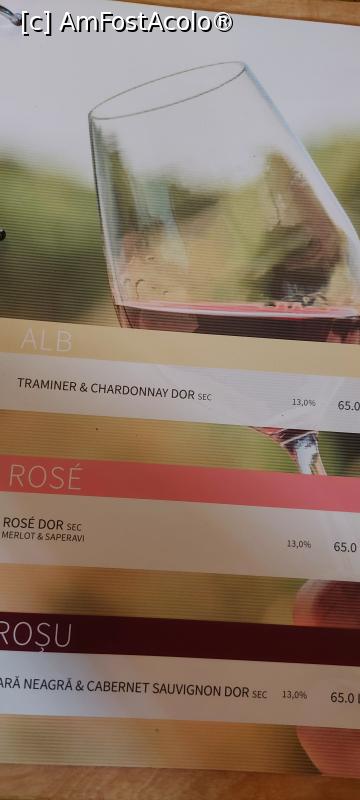 [c] AmFostAcolo®
ALB
TRAMINER & CHARDONNAY DOR SEC 13,0% 65.0
ROSÉ
ROSÉ DOR SEC 13,0% 65.0
MERLOT & SAPERAVI
ROȘU
NEAGRĂ & CABERNET SAUVIGNON DOR SEC 13,0% 65.0